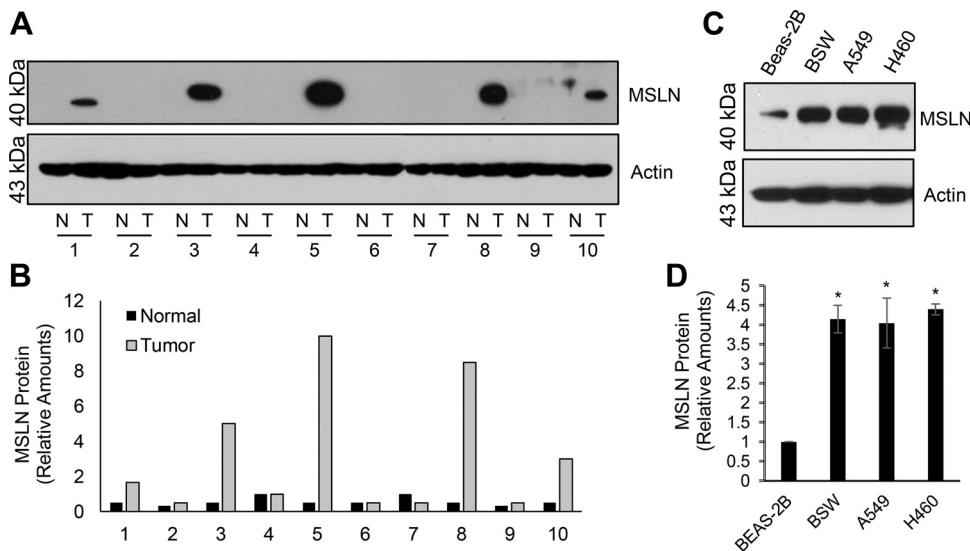 A
40 kDa
MSLN
43 kDa
Actin
N T N T N T N T N T N T N T N T N T N T
1 2 3 4 5 6 7 8 9 10
B
MSLN Protein
(Relative Amounts)
12
10
8
6
4
2
0
Normal
Tumor
1 2 3 4 5 6 7 8 9 10
C
Beas-2B
BSW
A549
H460
40 kDa
MSLN
43 kDa
Actin
D
MSLN Protein
(Relative Amounts)
5
4.5
4
3.5
3
2.5
2
1.5
1
0.5
0
* * *
BEAS-2B
BSW
A549
H460